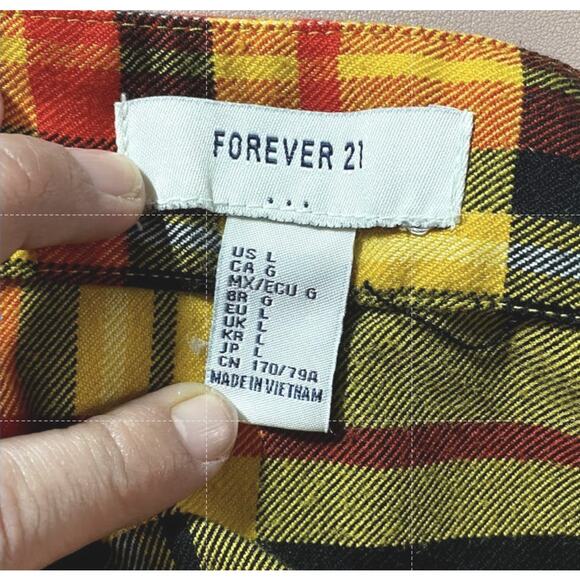 FOREVER 21
...
US L
CA G
MX/ECU G
BR G
EU L
UK L
KR L
JP L
CN 170/79A
MADE IN VIETNAM